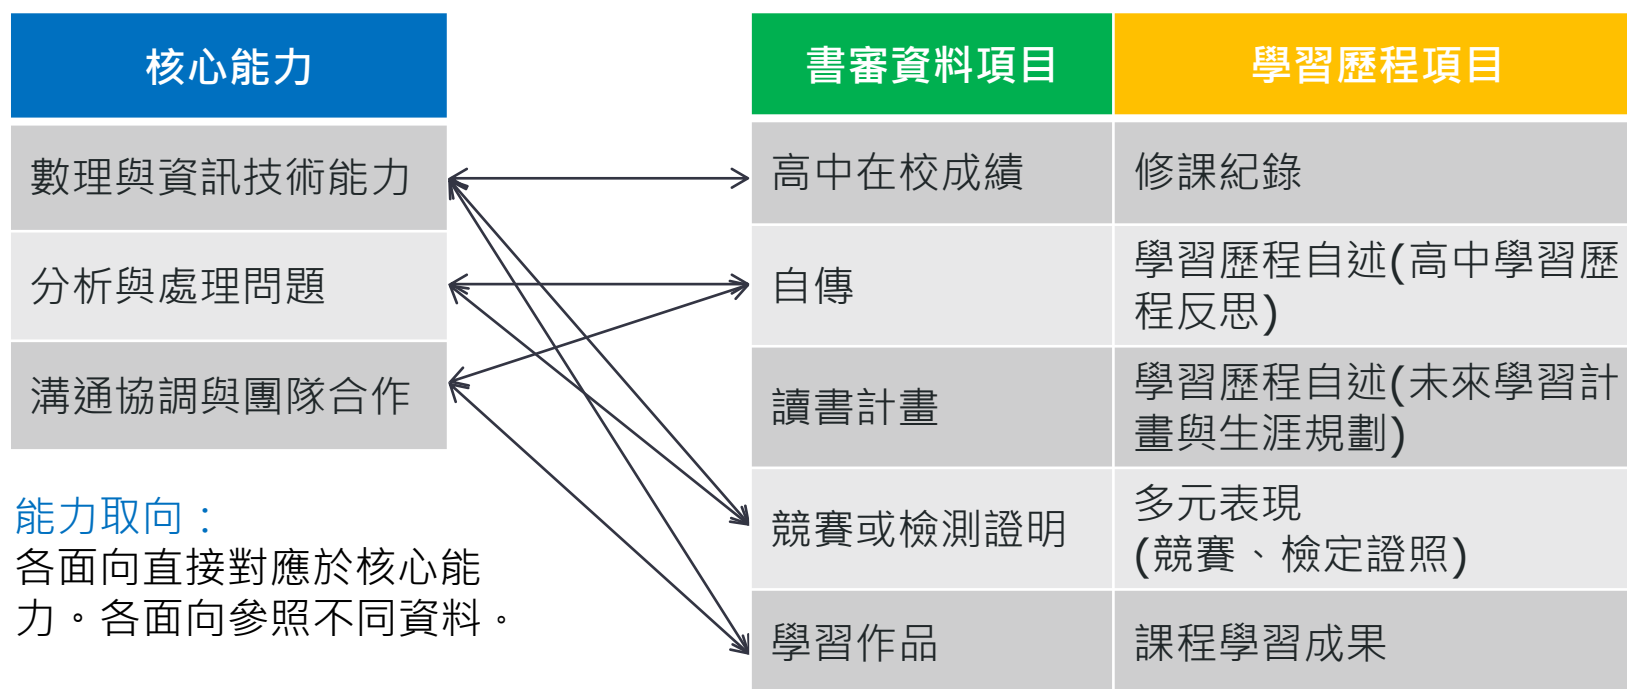 核心能力
書審資料項目
學習歷程項目
數理與資訊技術能力
高中在校成績
修課紀錄
分析與處理問題
自傳
學習歷程自述(高中學習歷
程反思)
溝通協調與團隊合作
讀書計畫
學習歷程自述(未來學習計
畫與生涯規劃)
競賽或檢測證明
多元表現
(競賽、檢定證照)
學習作品
課程學習成果
能力取向：
各面向直接對應於核心能
力。各面向參照不同資料。